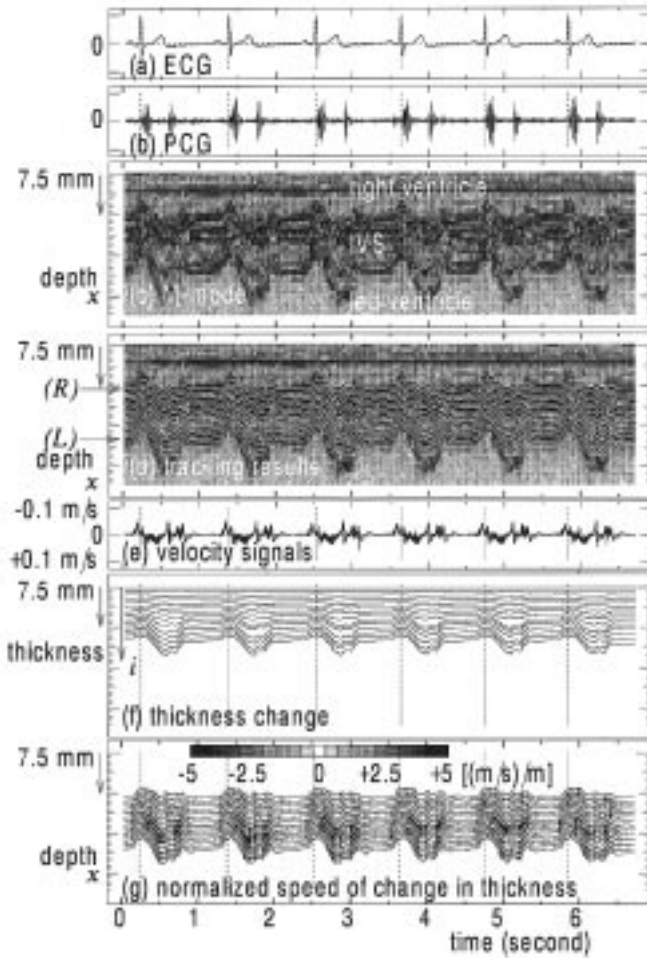 0
(a) ECG
0
(b) PCG
7.5 mm
right ventricle
IVS
depth
x
(c) M-mode
left ventricle
7.5 mm
(R)
(L)
depth
x
(d) tracking results
-0.1 m/s
0
+0.1 m/s
(e) velocity signals
7.5 mm
thickness
i
(f) thickness change
7.5 mm
-5 -2.5 0 +2.5 +5 [(m/s)/m]
depth
x
(g) normalized speed of change in thickness
0 1 2 3 4 5 6
time (second)